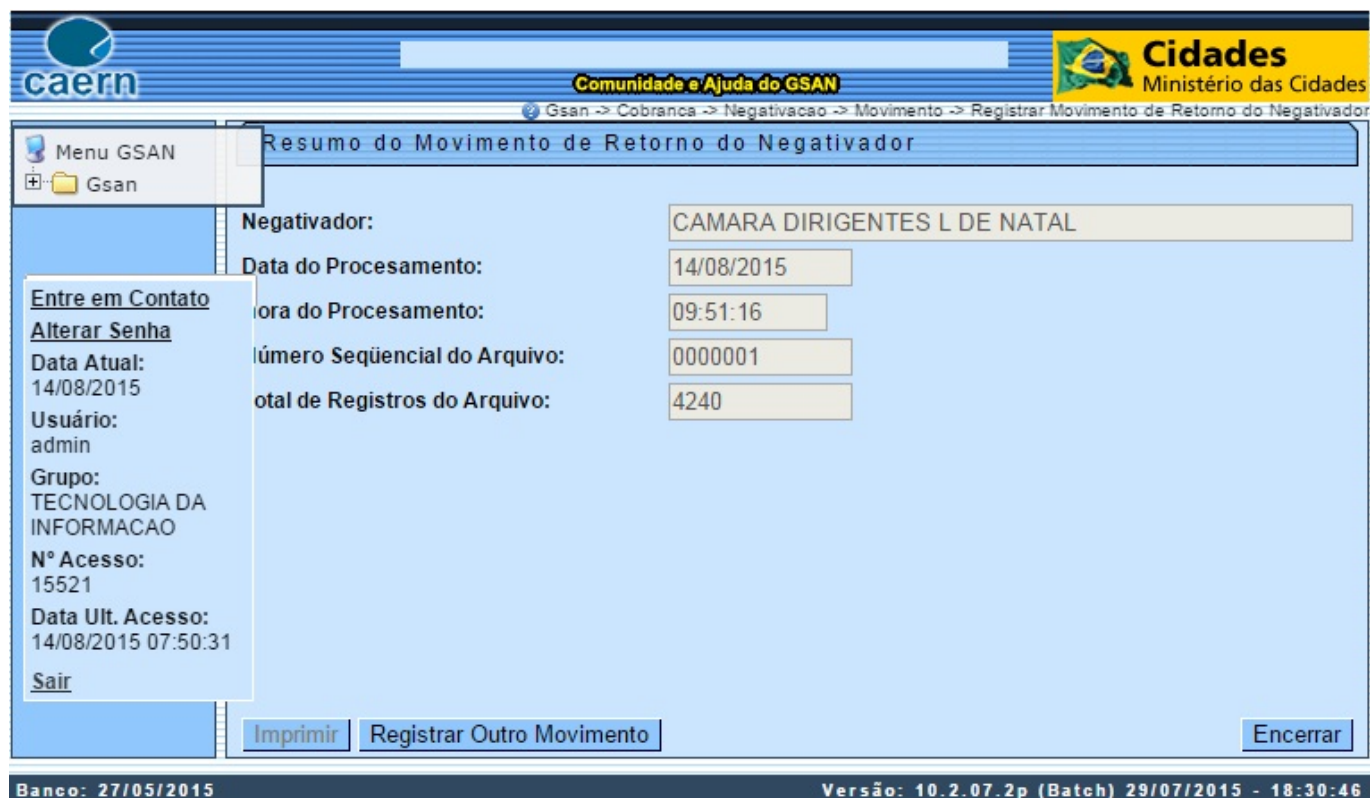 caern
Comunidade e Ajuda do GSAN
Cidades
Ministério das Cidades
Gsan -> Cobranca -> Negativacao -> Movimento -> Registrar Movimento de Retorno do Negativador
Menu GSAN
Gsan
Resumo do Movimento de Retorno do Negativador
Negativador: CAMARA DIRIGENTES L DE NATAL
Data do Procesamento: 14/08/2015
ora do Procesamento: 09:51:16
úmero Seqüencial do Arquivo: 0000001
otal de Registros do Arquivo: 4240
Entre em Contato
Alterar Senha
Data Atual:
14/08/2015
Usuário:
admin
Grupo:
TECNOLOGIA DA
INFORMACAO
Nº Acesso:
15521
Data Ult. Acesso:
14/08/2015 07:50:31
Sair
Imprimir Registrar Outro Movimento Encerrar
Banco: 27/05/2015 Versão: 10.2.07.2p (Batch) 29/07/2015 - 18:30:46